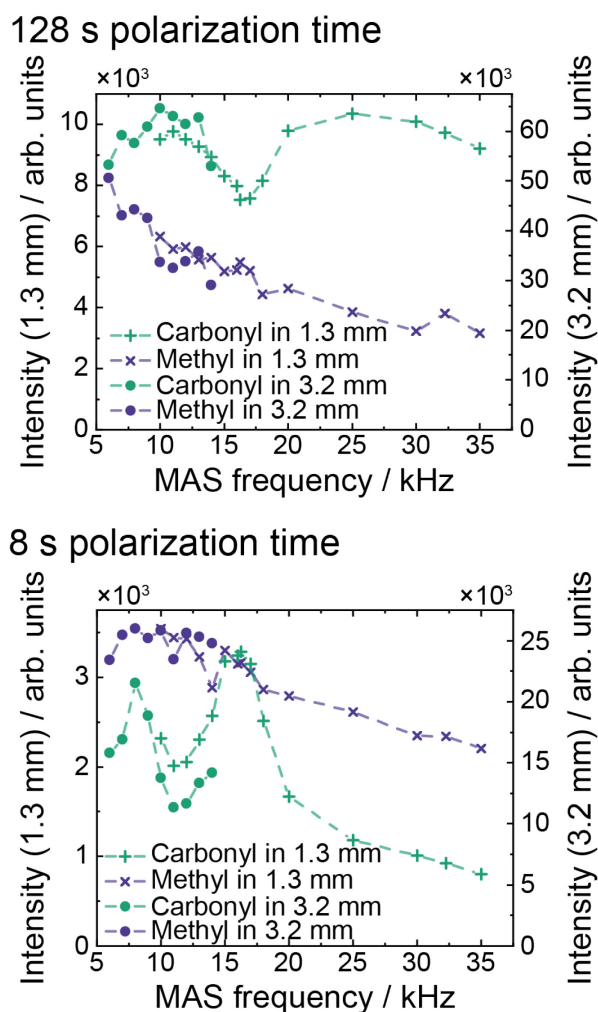 128 s polarization time
×10³ ×10³
Intensity (1.3 mm) / arb. units
10
8
6
4
2
0
60
50
40
30
20
10
0
Intensity (3.2 mm) / arb. units
Carbonyl in 1.3 mm
Methyl in 1.3 mm
Carbonyl in 3.2 mm
Methyl in 3.2 mm
5 10 15 20 25 30 35
MAS frequency / kHz
8 s polarization time
×10³ ×10³
Intensity (1.3 mm) / arb. units
3
2
1
0
25
20
15
10
5
0
Intensity (3.2 mm) / arb. units
Carbonyl in 1.3 mm
Methyl in 1.3 mm
Carbonyl in 3.2 mm
Methyl in 3.2 mm
5 10 15 20 25 30 35
MAS frequency / kHz